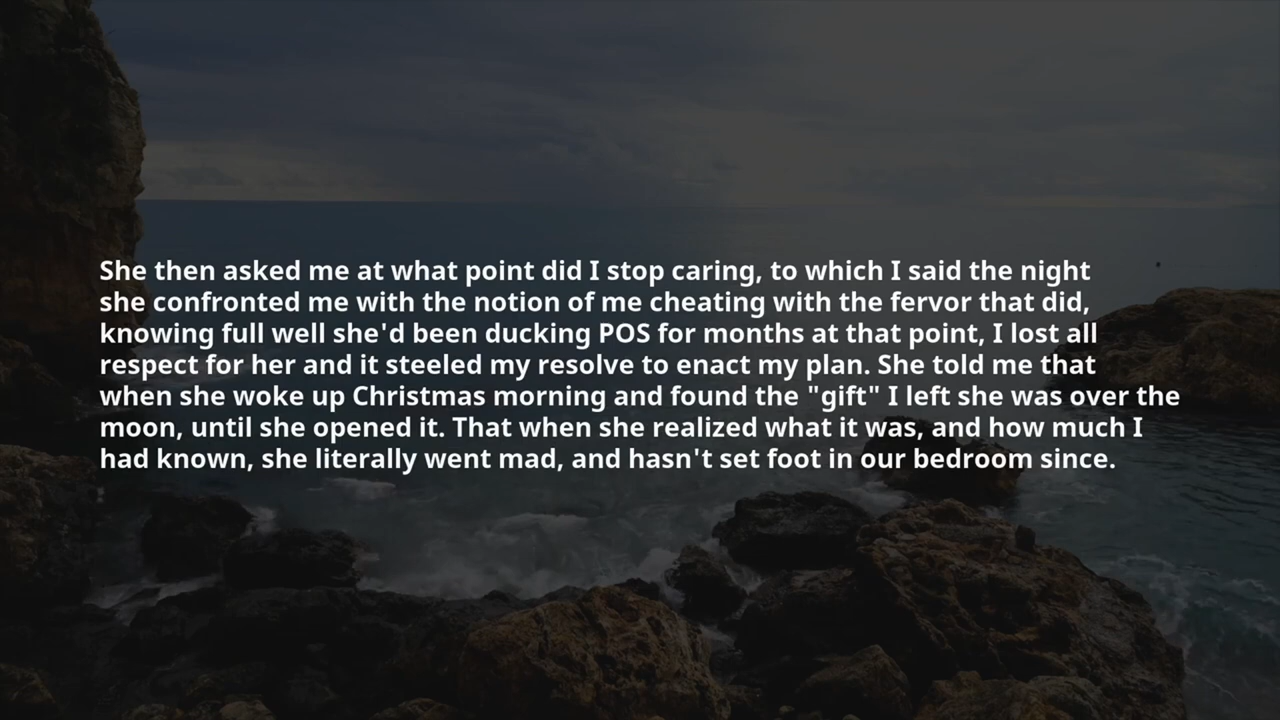 She then asked me at what point did I stop caring, to which I said the night
she confronted me with the notion of me cheating with the fervor that did,
knowing full well she'd been ducking POS for months at that point, I lost all
respect for her and it steeled my resolve to enact my plan. She told me that
when she woke up Christmas morning and found the "gift" I left she was over the
moon, until she opened it. That when she realized what it was, and how much I
had known, she literally went mad, and hasn't set foot in our bedroom since.